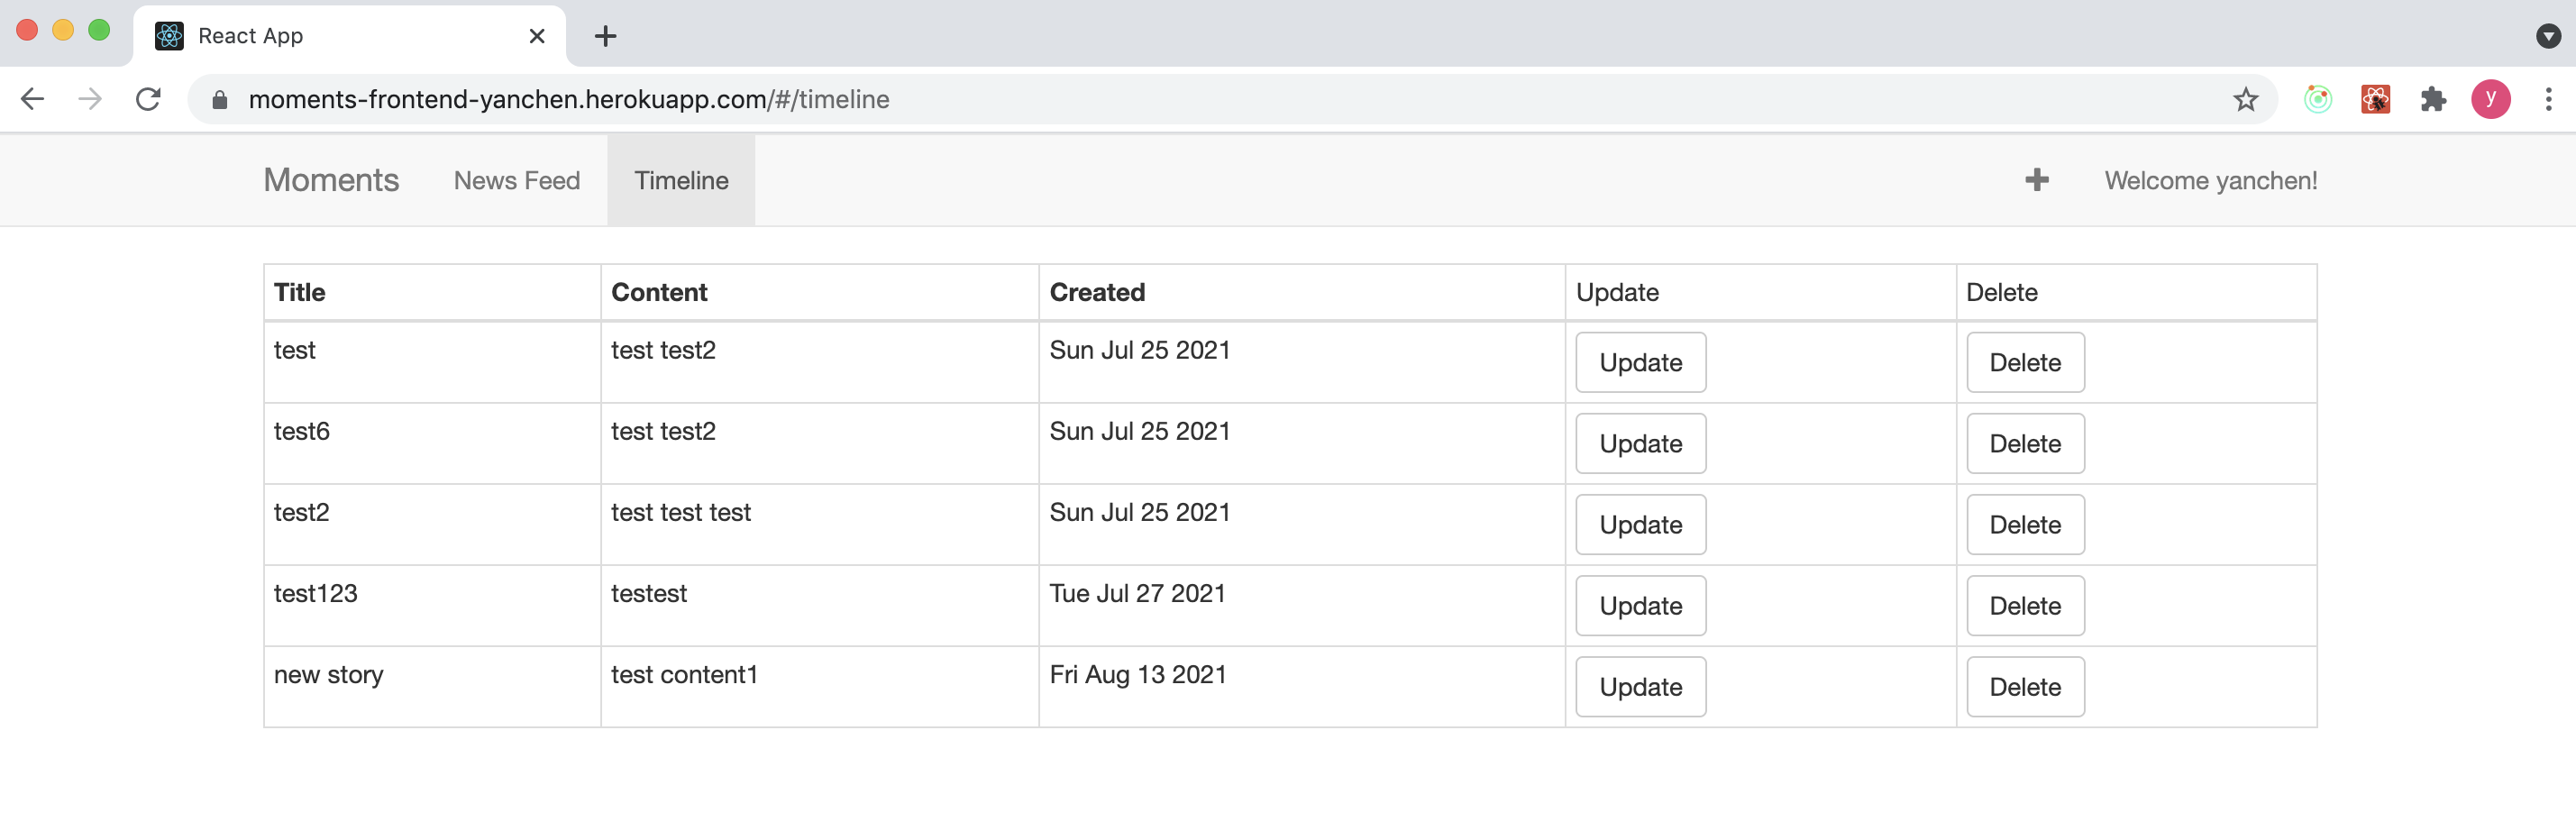 React App
moments-frontend-yanchen.herokuapp.com/#/timeline
y
Moments News Feed Timeline Welcome yanchen!
Title Content Created Update Delete
test test test2 Sun Jul 25 2021 Update Delete
test6 test test2 Sun Jul 25 2021 Update Delete
test2 test test test Sun Jul 25 2021 Update Delete
test123 testest Tue Jul 27 2021 Update Delete
new story test content1 Fri Aug 13 2021 Update Delete